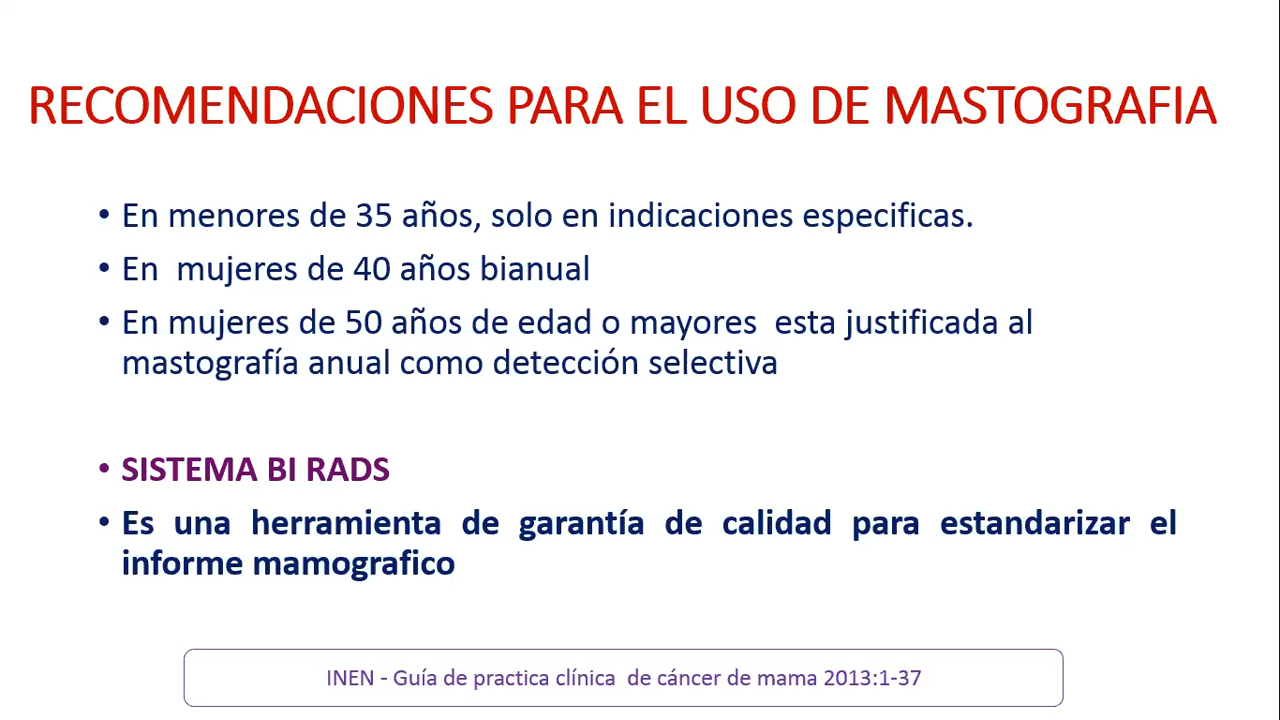 RECOMENDACIONES PARA EL USO DE MASTOGRAFIA
• En menores de 35 años, solo en indicaciones especificas.
• En mujeres de 40 años bianual
• En mujeres de 50 años de edad o mayores esta justificada al
mastografía anual como detección selectiva
• SISTEMA BI RADS
• Es una herramienta de garantía de calidad para estandarizar el
informe mamografico
INEN - Guía de practica clínica de cáncer de mama 2013:1-37